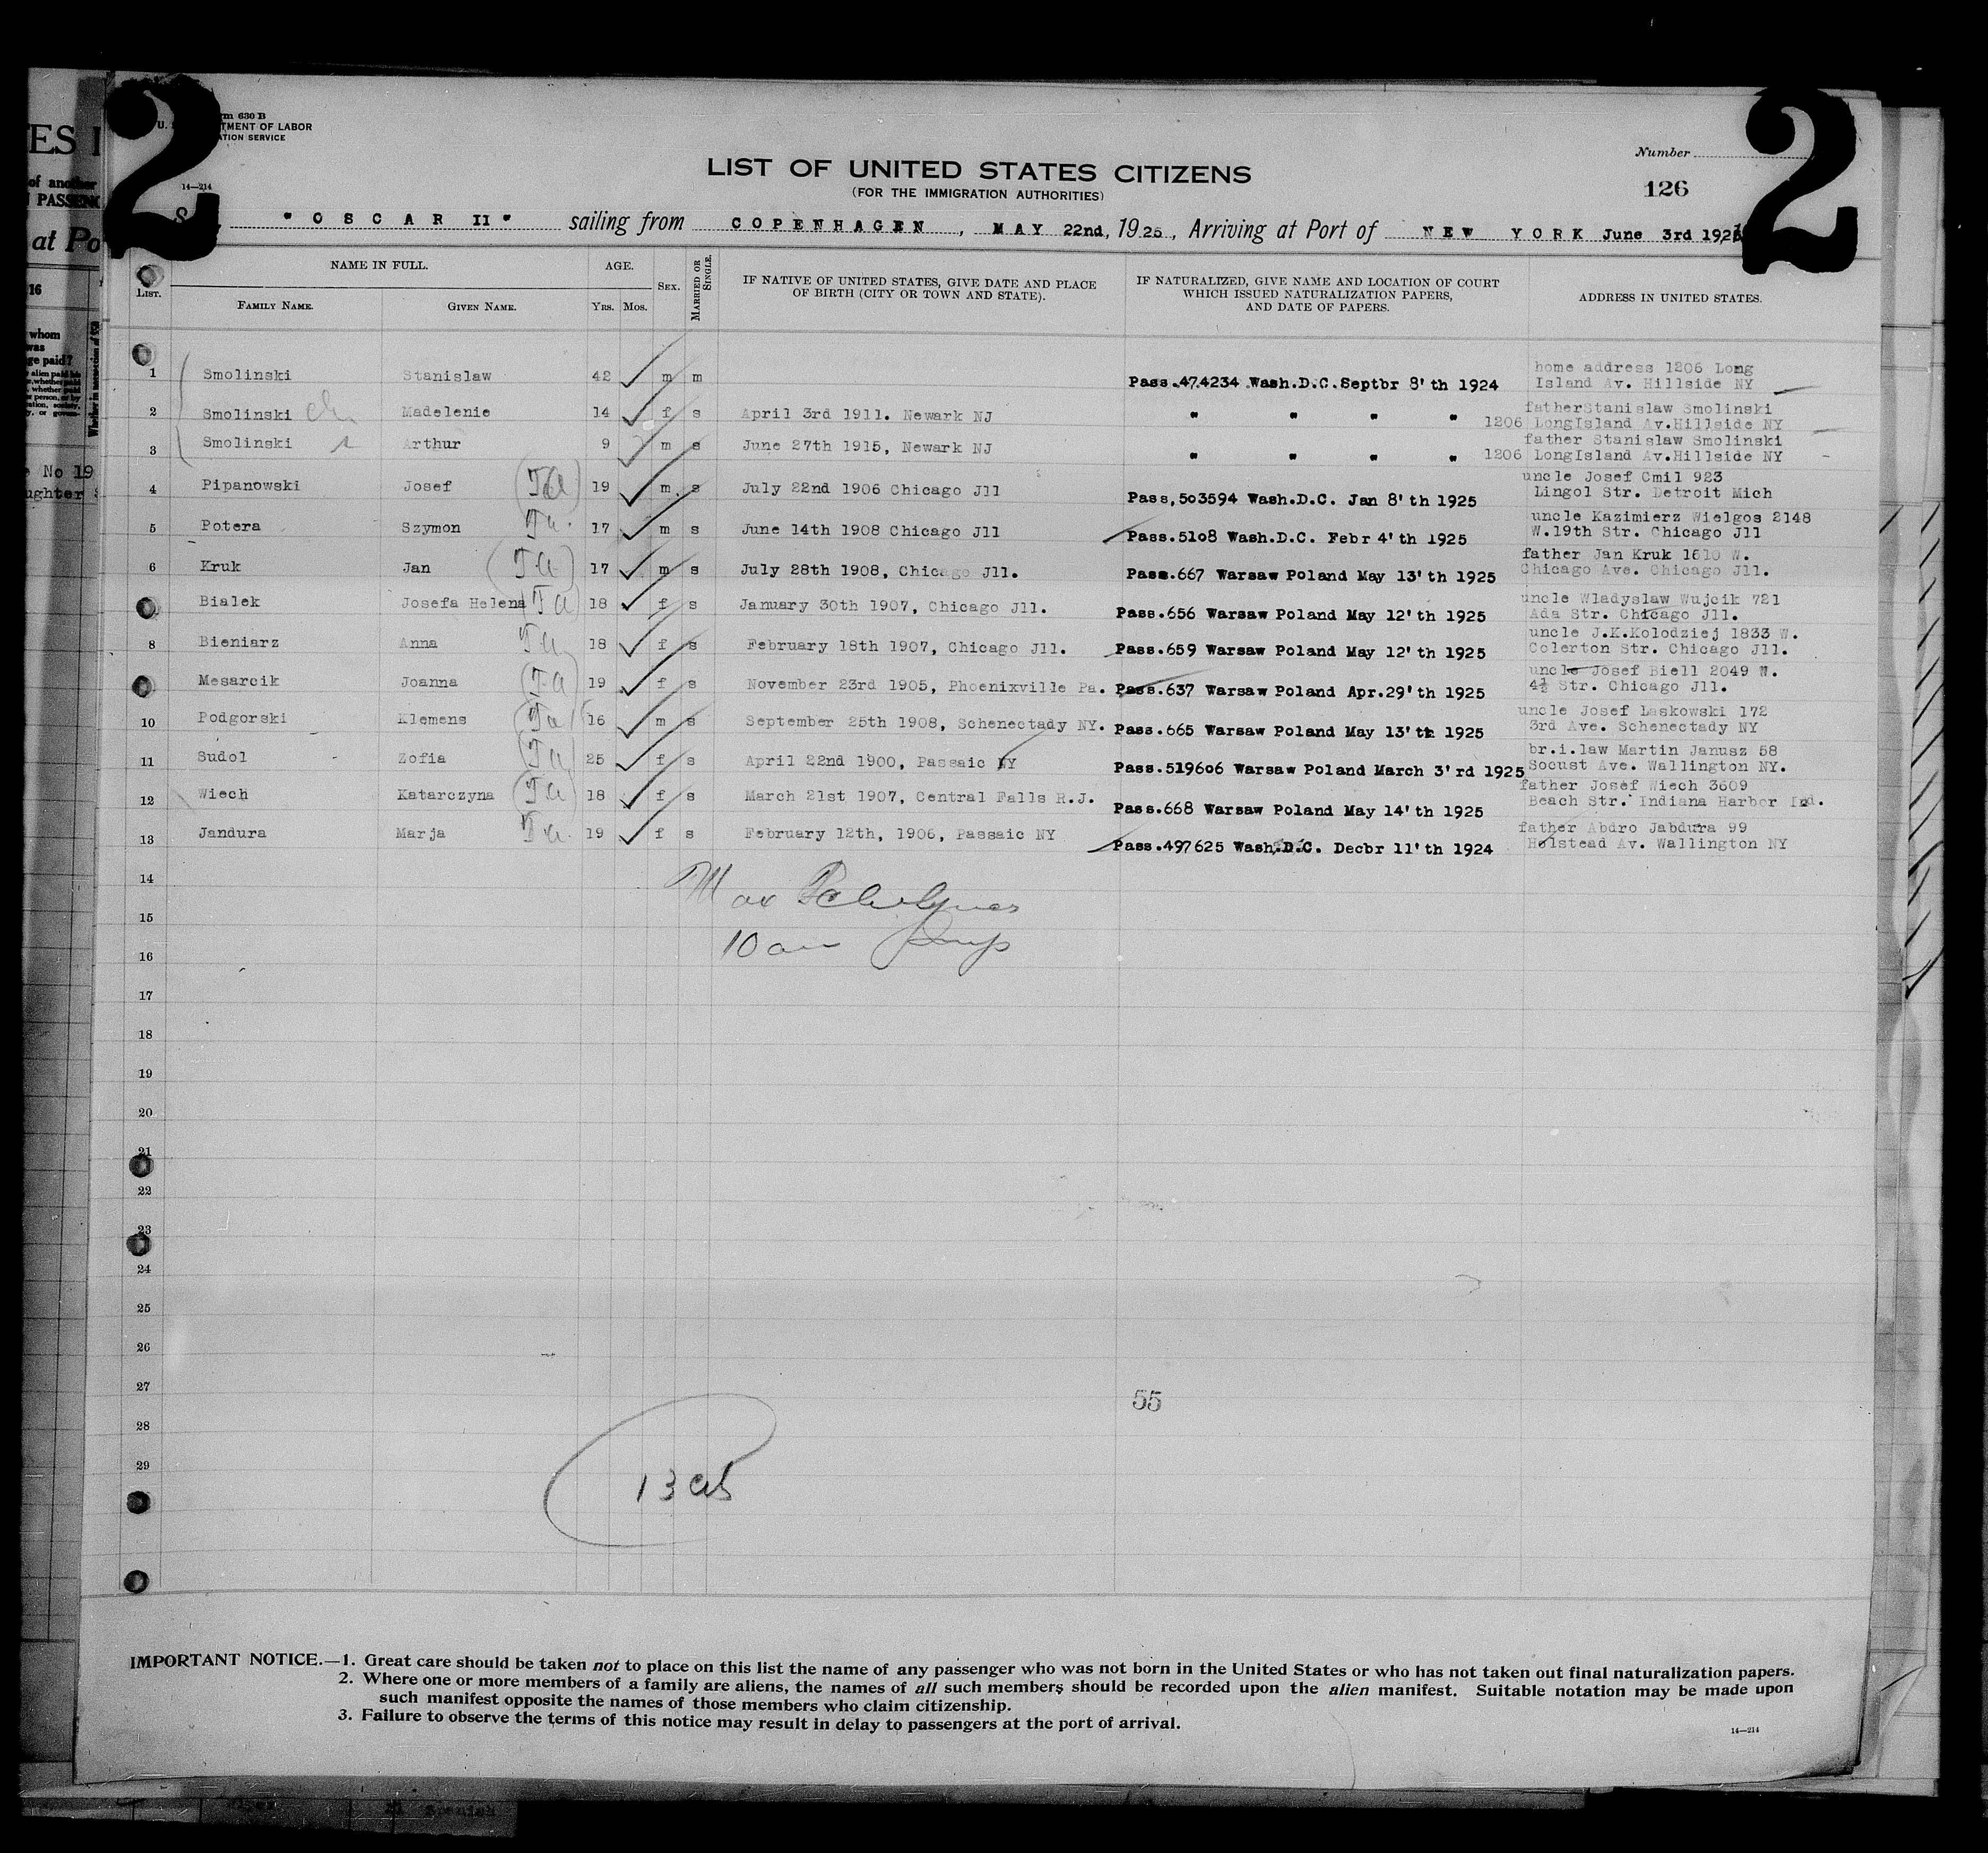 2
2
rm 630 B
TMENT OF LABOR
ATION SERVICE
14—214
Number
126
LIST OF UNITED STATES CITIZENS
(FOR THE IMMIGRATION AUTHORITIES)
S. "OSCAR II" sailing from COPENHAGEN, MAY 22nd, 1925, Arriving at Port of NEW YORK June 3rd 1925
LIST.
NAME IN FULL.
FAMILY NAME.
GIVEN NAME.
AGE.
YRS. MOS.
SEX.
MARRIED OR SINGLE.
IF NATIVE OF UNITED STATES, GIVE DATE AND PLACE OF BIRTH (CITY OR TOWN AND STATE).
IF NATURALIZED, GIVE NAME AND LOCATION OF COURT WHICH ISSUED NATURALIZATION PAPERS, AND DATE OF PAPERS.
ADDRESS IN UNITED STATES.
1 Smolinski Stanislaw 42 m m Pass.474234 Wash.D.C.Septbr 8'th 1924 home address 1206 Long Island Av. Hillside NY
2 Smolinski Madelenie 14 f s April 3rd 1911. Newark NJ " " " " fatherStanislaw Smolinski 1206 LongIsland Av.Hillside NY
3 Smolinski Arthur 9 m s June 27th 1915, Newark NJ " " " " father Stanislaw Smolinski 1206 LongIsland Av.Hillside NY
4 Pipanowski Josef Ta 19 m. s July 22nd 1906 Chicago Jll Pass,503594 Wash.D.C. Jan 8'th 1925 uncle Josef Cmil 923 Lingol Str. Detroit Mich
5 Potera Szymon Ta. 17 m s June 14th 1908 Chicago Jll Pass.5108 Wash.D.C. Febr 4'th 1925 uncle Kazimierz Wielgos 2148 W.19th Str. Chicago Jll
6 Kruk Jan Ta 17 m s July 28th 1908, Chicago Jll. Pass.667 Warsaw Poland May 13'th 1925 father Jan Kruk 1610 W. Chicago Ave. Chicago Jll.
Bialek Josefa Helena Ta 18 f s January 30th 1907, Chicago Jll. Pass.656 Warsaw Poland May 12'th 1925 uncle Wladyslaw Wujcik 721 Ada Str. Chicago Jll.
8 Bieniarz Anna Ta 18 f s February 18th 1907, Chicago Jll. Pass.659 Warsaw Poland May 12'th 1925 uncle J.K.Kolodziej 1833 W. Colerton Str. Chicago Jll.
Mesarcik Joanna Ta 19 f s November 23rd 1905, Phoenixville Pa. Pass.637 Warsaw Poland Apr.29'th 1925 uncle Josef Biell 2049 W. 4½ Str. Chicago Jll.
10 Podgorski Klemens Ta 16 m s September 25th 1908, Schenectady NY. Pass.665 Warsaw Poland May 13'th 1925 uncle Josef Laskowski 172 3rd Ave. Schenectady NY
11 Sudol Zofia Ta 25 f s April 22nd 1900, Passaic NY Pass.519606 Warsaw Poland March 3'rd 1925 br.i.law Martin Janusz 58 Socust Ave. Wallington NY.
12 Wiech Katarczyna Ta 18 f s March 21st 1907, Central Falls R.J. Pass.668 Warsaw Poland May 14'th 1925 father Josef Wiech 3609 Beach Str. Indiana Harbor Ind.
13 Jandura Marja Ta. 19 f s February 12th, 1906, Passaic NY Pass.497625 Wash.D.C. Decbr 11'th 1924 father Abdro Jabdura 99 Holstead Av. Wallington NY
14
Max
15
10 am Insp
16
17
18
19
20
21
22
23
24
25
26
27
55
28
29
13
IMPORTANT NOTICE.—1. Great care should be taken not to place on this list the name of any passenger who was not born in the United States or who has not taken out final naturalization papers.
2. Where one or more members of a family are aliens, the names of all such members should be recorded upon the alien manifest. Suitable notation may be made upon
such manifest opposite the names of those members who claim citizenship.
3. Failure to observe the terms of this notice may result in delay to passengers at the port of arrival.
14—214